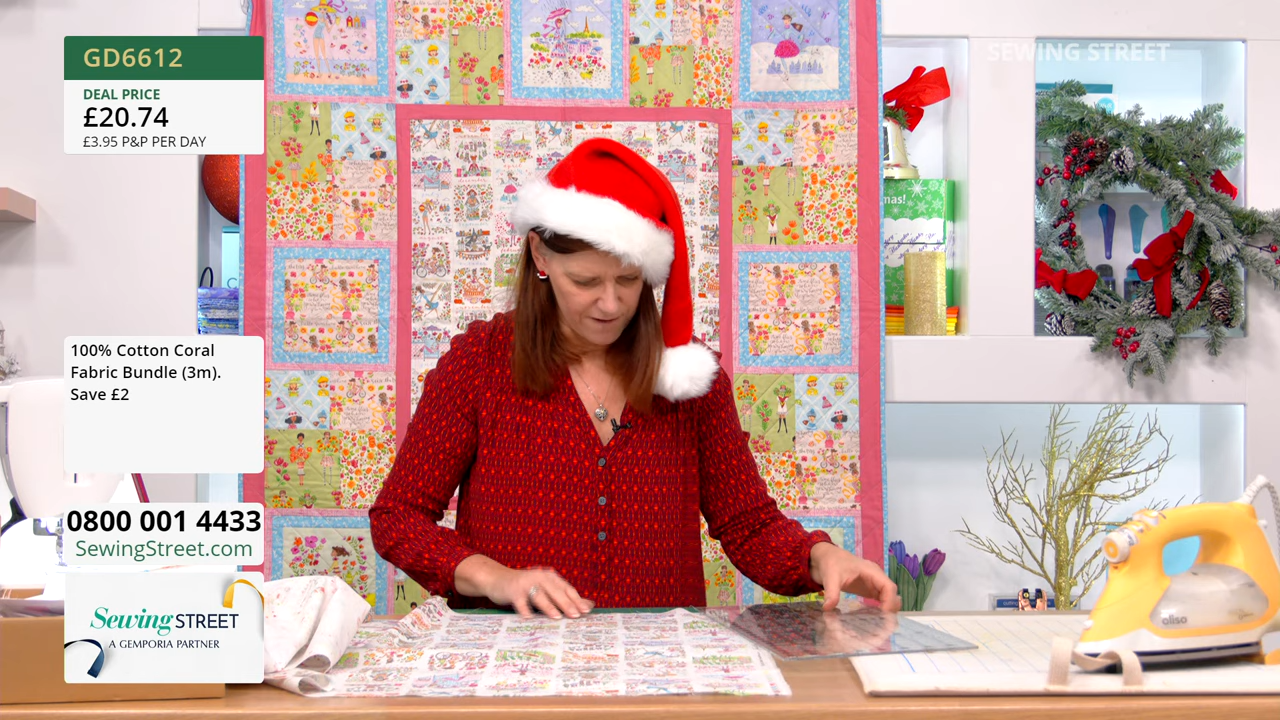 GD6612
DEAL PRICE
£20.74
£3.95 P&P PER DAY
SEWING STREET
mas!
100% Cotton Coral
Fabric Bundle (3m).
Save £2
0800 001 4433
SewingStreet.com
Sewing STREET
A GEMPORIA PARTNER
oliso